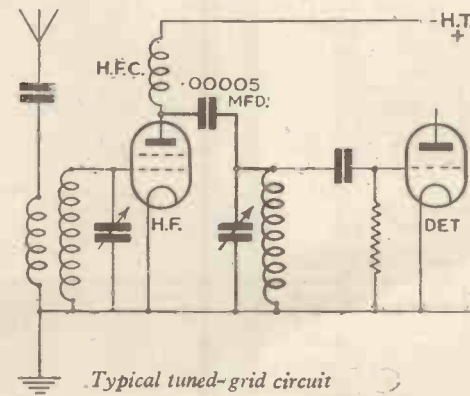 -H.T.
+
H.F.C.
·00005
MFD.
H.F.
DET
Typical tuned-grid circuit